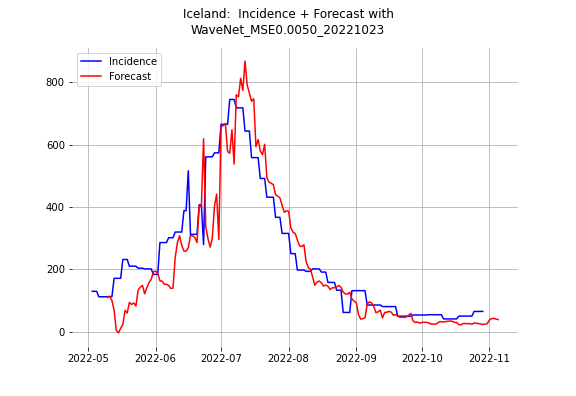 Iceland:  Incidence + Forecast with
WaveNet_MSE0.0050_20221023
Incidence
Forecast
800
600
400
200
0
2022-05 2022-06 2022-07 2022-08 2022-09 2022-10 2022-11